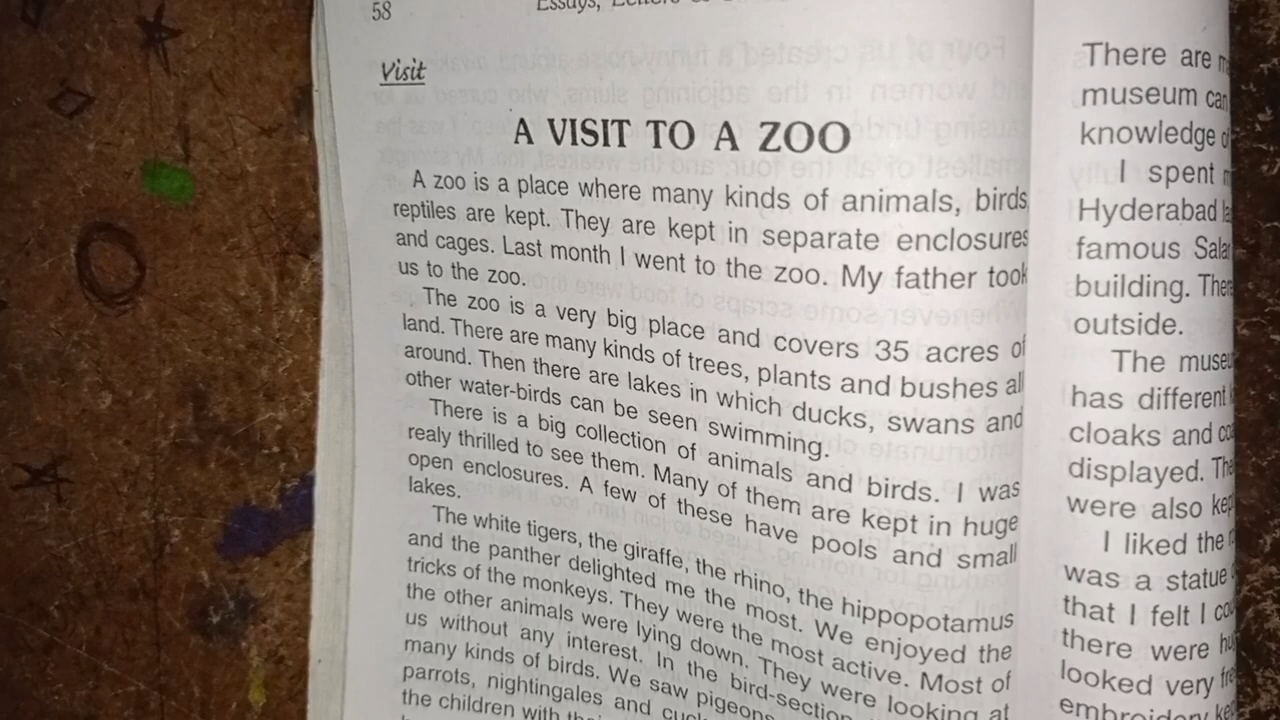 58
Essays,
Visit
A VISIT TO A ZOO
A zoo is a place where many kinds of animals, birds
reptiles are kept. They are kept in separate enclosures
and cages. Last month I went to the zoo. My father took
us to the zoo.
The zoo is a very big place and covers 35 acres of
land. There are many kinds of trees, plants and bushes all
around. Then there are lakes in which ducks, swans and
other water-birds can be seen swimming.
There is a big collection of animals and birds. I was
realy thrilled to see them. Many of them are kept in huge
open enclosures. A few of these have pools and small
lakes.
The white tigers, the giraffe, the rhino, the hippopotamus
and the panther delighted me the most. We enjoyed the
tricks of the monkeys. They were the most active. Most of
the other animals were lying down. They were looking at
us without any interest. In the bird-section
many kinds of birds. We saw pigeons
parrots, nightingales and
the children with
There are
museum can
knowledge
I spent
Hyderabad
famous
building.
outside.
The
has different
cloaks and
displayed.
were also
I liked the
was a statue
that I felt I
there were
looked very